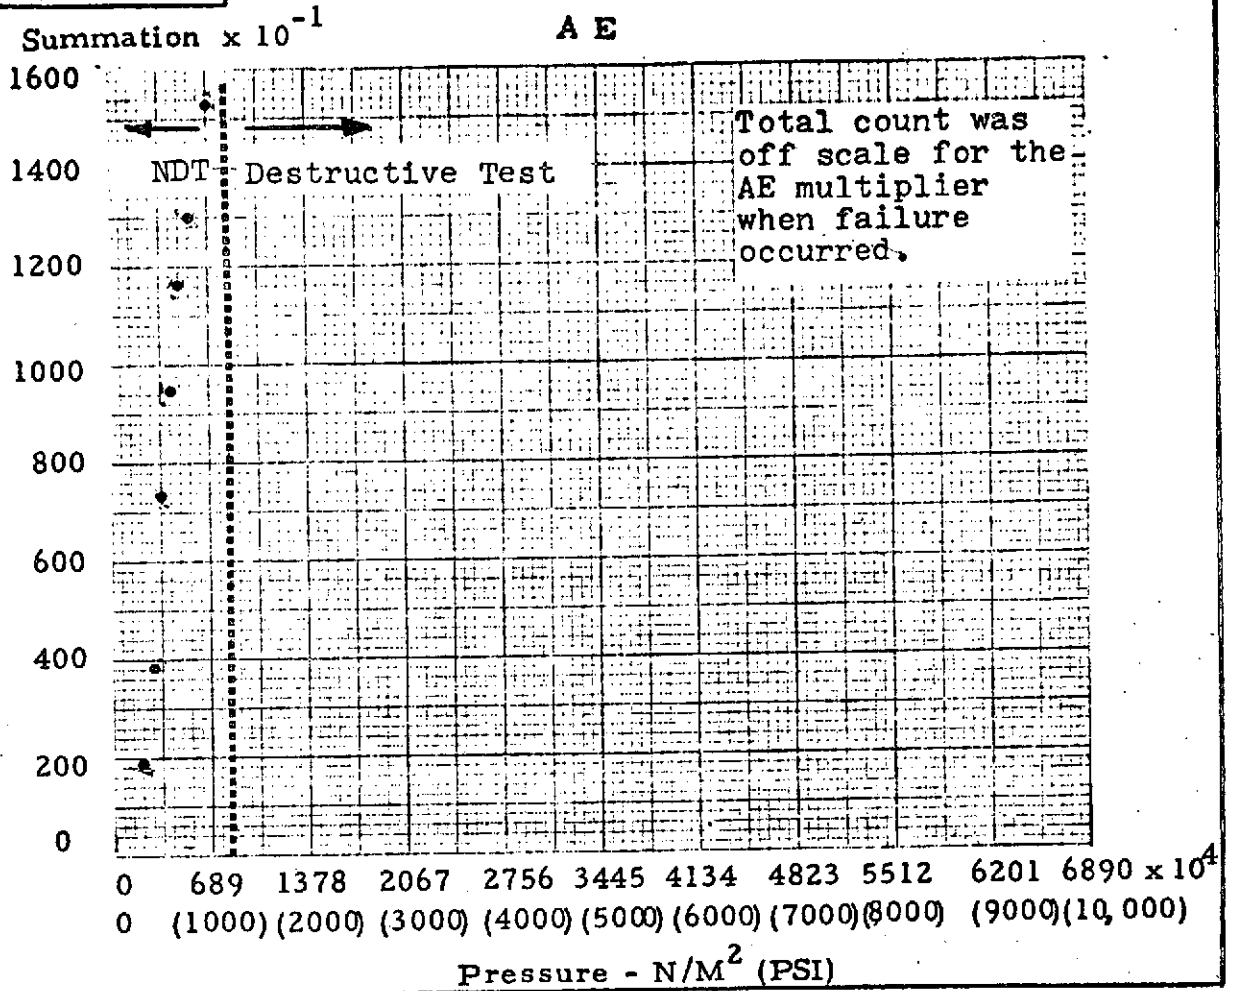 Summation x 10^-1
A E
1600
1400
1200
1000
800
600
400
200
0
NDT
Destructive Test
Total count was
off scale for the
AE multiplier
when failure
occurred.
0 689 1378 2067 2756 3445 4134 4823 5512 6201 6890 x 10^4
0 (1000) (2000) (3000) (4000) (5000) (6000) (7000) (8000) (9000) (10,000)
Pressure - N/M^2 (PSI)